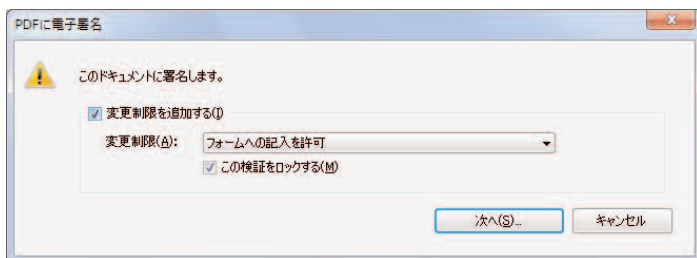 PDFに電子署名
このドキュメントに署名します。
変更制限を追加する(I)
変更制限(A): フォームへの記入を許可
この検証をロックする(M)
次へ(S)... キャンセル